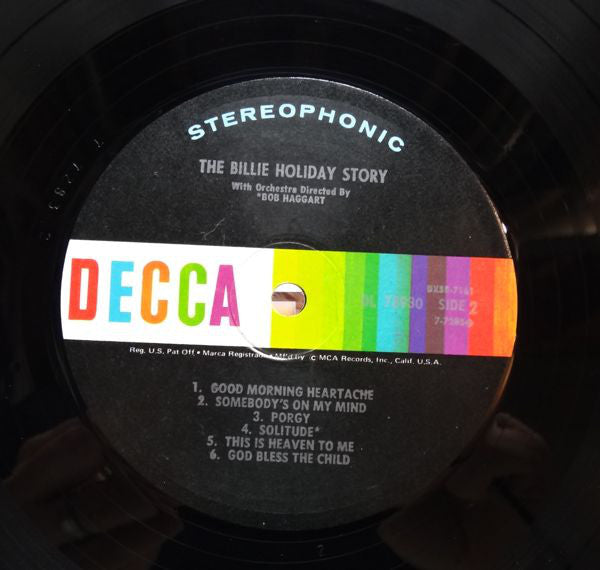 STEREOPHONIC
THE BILLIE HOLIDAY STORY
With Orchestra Directed By
*BOB HAGGART
DECCA
DL 78930 SIDE 2
Reg. U.S. Pat Off • Marca Registrada • Mf'd by © MCA Records, Inc., Calif. U.S.A.
1. GOOD MORNING HEARTACHE
2. SOMEBODY'S ON MY MIND
3. PORGY
4. SOLITUDE*
5. THIS IS HEAVEN TO ME
6. GOD BLESS THE CHILD